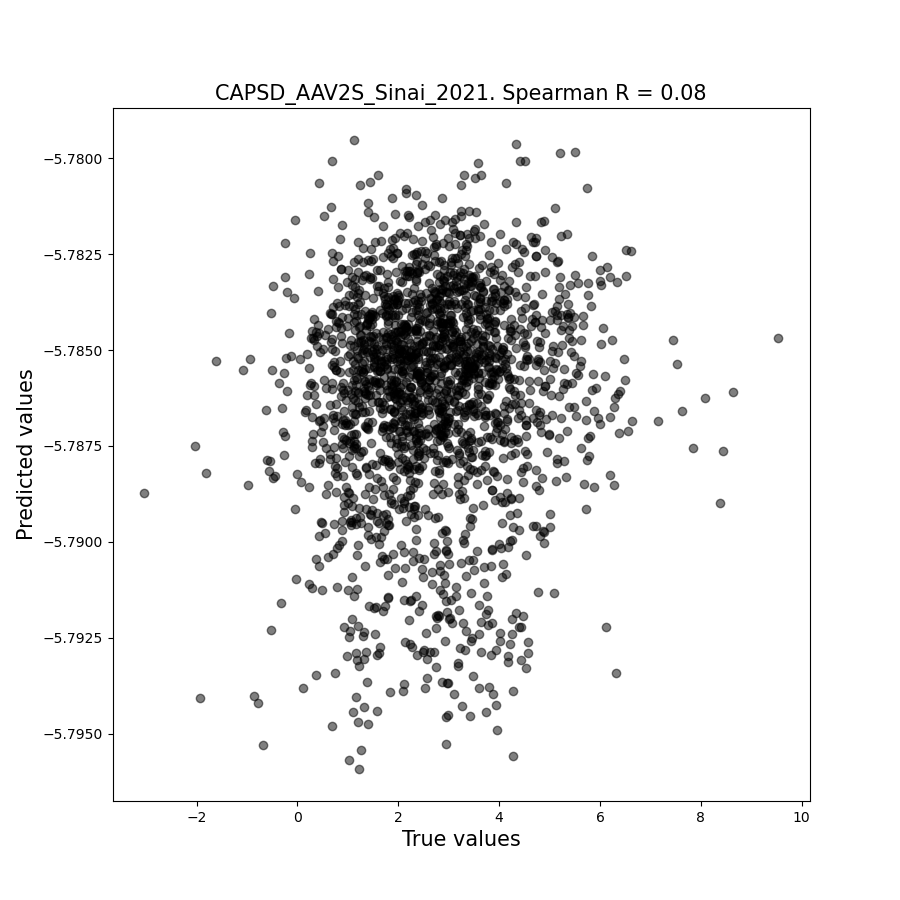 CAPSD_AAV2S_Sinai_2021. Spearman R = 0.08
Predicted values
−5.7800
−5.7825
−5.7850
−5.7875
−5.7900
−5.7925
−5.7950
−2 0 2 4 6 8 10
True values